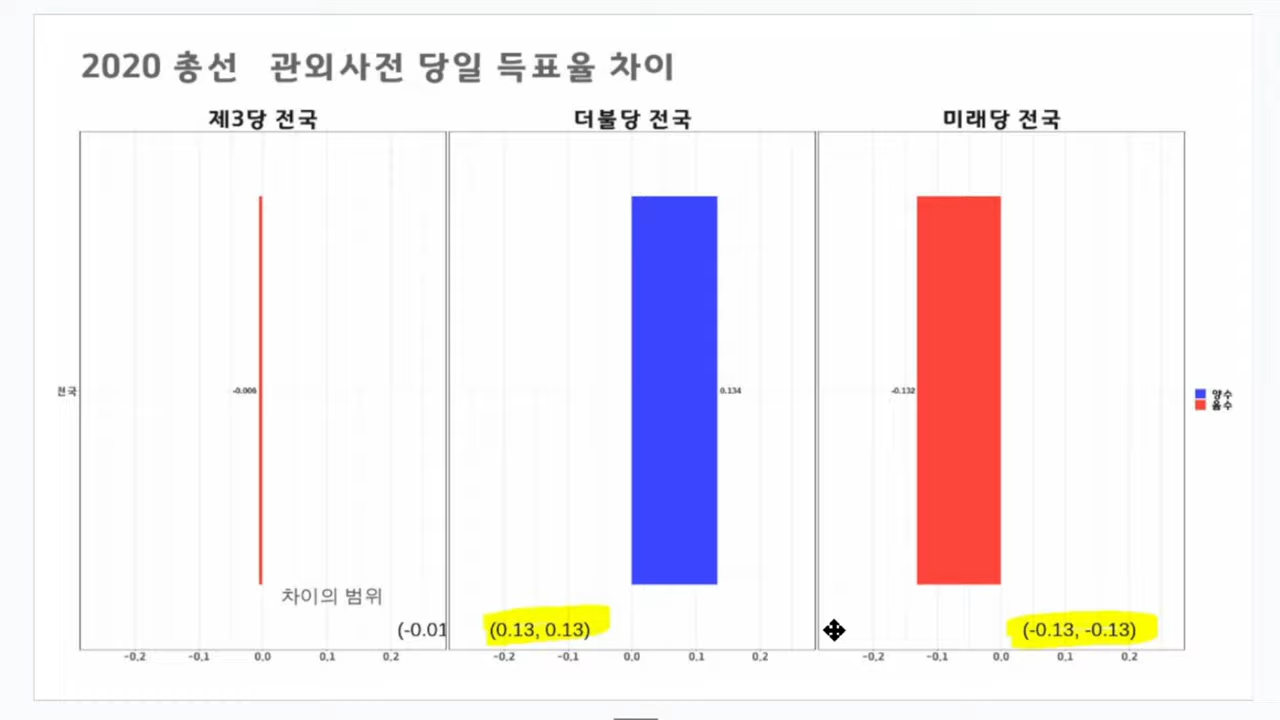 2020 총선 관외사전 당일 득표율 차이
제3당 전국
더불당 전국
미래당 전국
전국
-0.006
0.134
-0.132
양수
음수
차이의 범위
(-0.01
(0.13, 0.13)
(-0.13, -0.13)
-0.2 -0.1 0.0 0.1 0.2
-0.2 -0.1 0.0 0.1 0.2
-0.2 -0.1 0.0 0.1 0.2